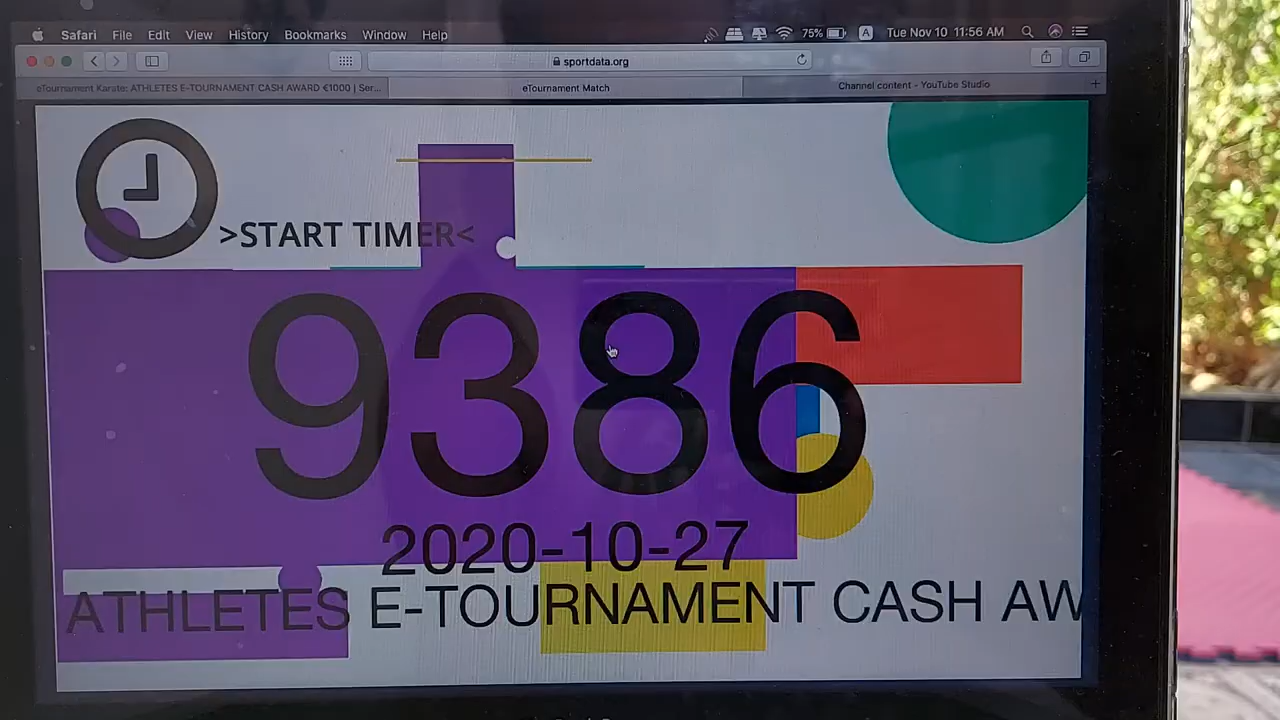 Safari File Edit View History Bookmarks Window Help 75% A Tue Nov 10 11:56 AM
sportdata.org
eTournament Karate: ATHLETES E-TOURNAMENT CASH AWARD €1000 | Ser... eTournament Match Channel content - YouTube Studio
>START TIMER<
9386
2020-10-27
ATHLETES E-TOURNAMENT CASH AW